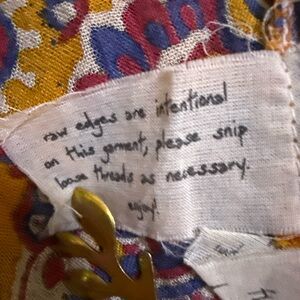 raw edges are intentional
on this garment, please snip
loose threads as necessary.
enjoy!